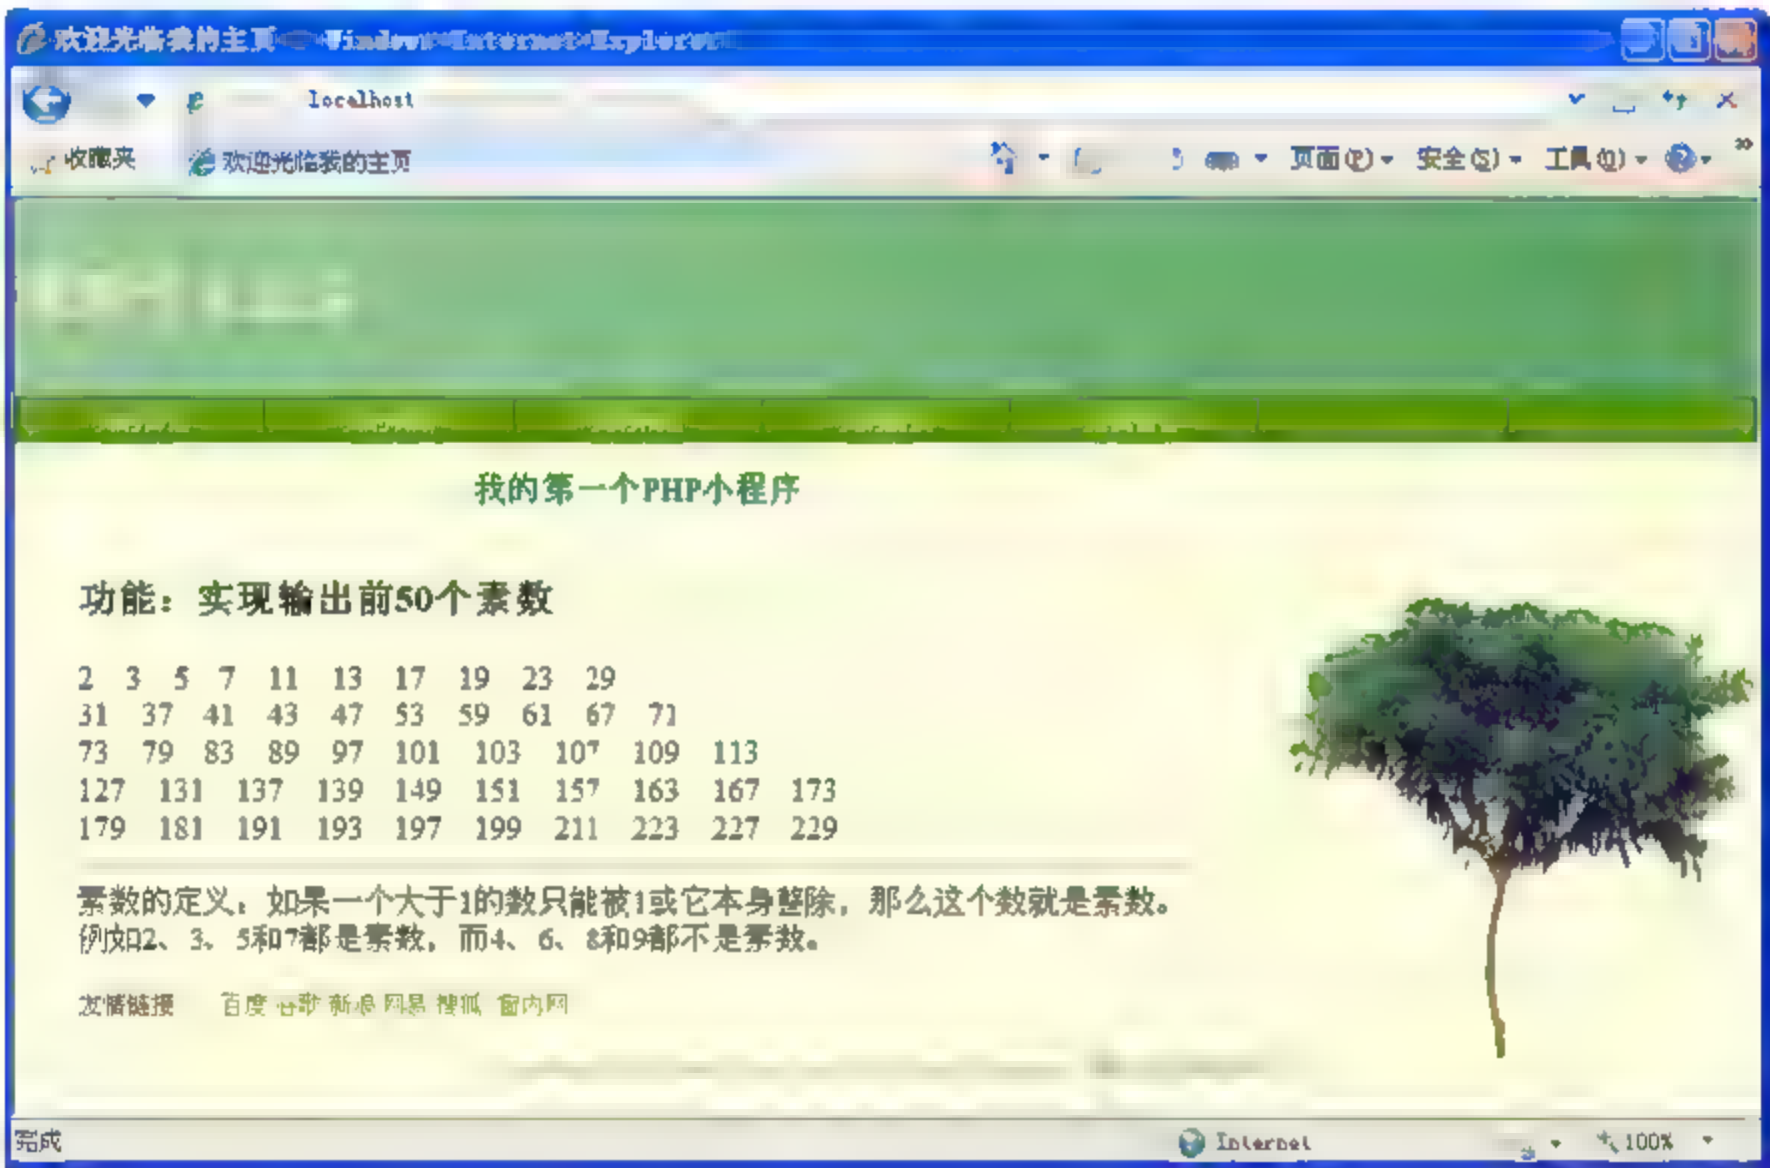 欢迎光临我的主页 - Windows Internet Explorer
localhost
收藏夹 欢迎光临我的主页 页面(P) 安全(S) 工具(O) »
我的第一个PHP小程序
功能：实现输出前50个素数
2 3 5 7 11 13 17 19 23 29
31 37 41 43 47 53 59 61 67 71
73 79 83 89 97 101 103 107 109 113
127 131 137 139 149 151 157 163 167 173
179 181 191 193 197 199 211 223 227 229
素数的定义：如果一个大于1的数只能被1或它本身整除，那么这个数就是素数。
例如2、3、5和7都是素数，而4、6、8和9都不是素数。
友情链接 百度 谷歌 新浪 网易 搜狐 窗内网
完成 Internet 100%